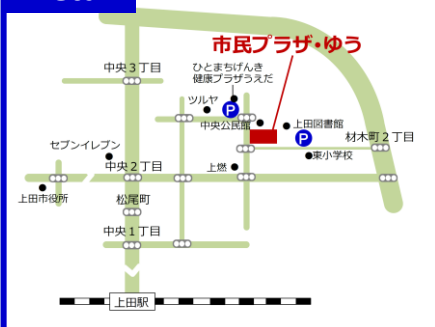 市民プラザ・ゆう
中央3丁目
ひとまちげんき
健康プラザうえだ
ツルヤ
P
中央公民館
上田図書館
P
材木町2丁目
セブンイレブン
東小学校
中央2丁目
上燃
上田市役所
松尾町
中央1丁目
上田駅